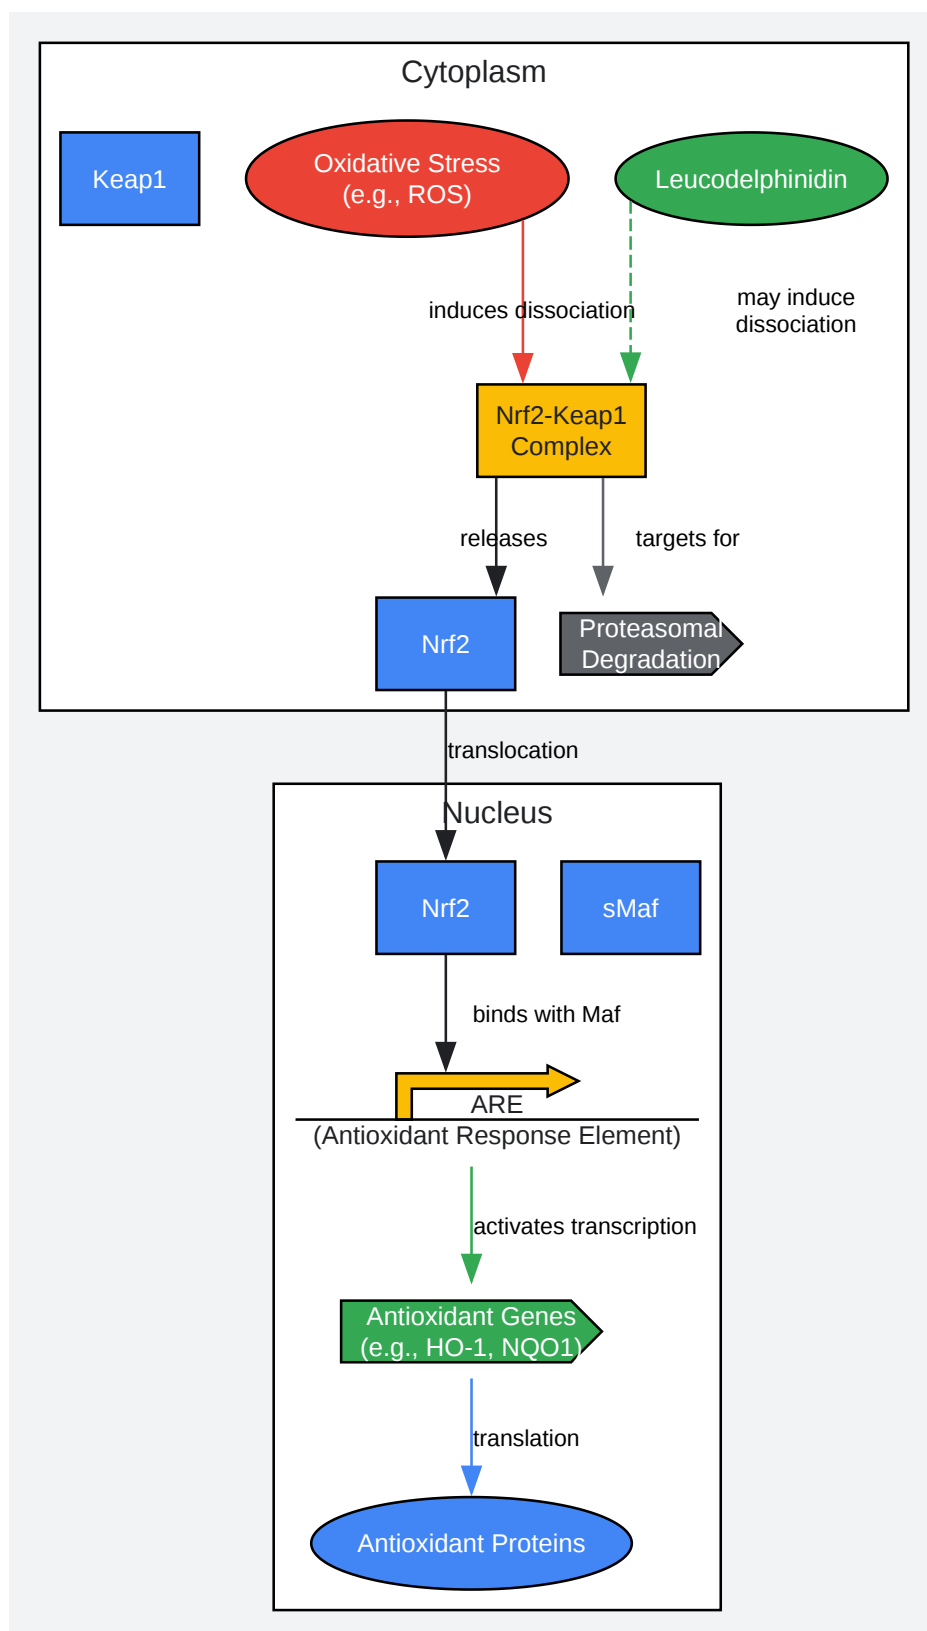 Cytoplasm
Keap1
Oxidative Stress
(e.g., ROS)
Leucodelphinidin
induces dissociation
may induce
dissociation
Nrf2-Keap1
Complex
releases
targets for
Nrf2
Proteasomal
Degradation
translocation
Nucleus
Nrf2
sMaf
binds with Maf
ARE
(Antioxidant Response Element)
activates transcription
Antioxidant Genes
(e.g., HO-1, NQO1)
translation
Antioxidant Proteins